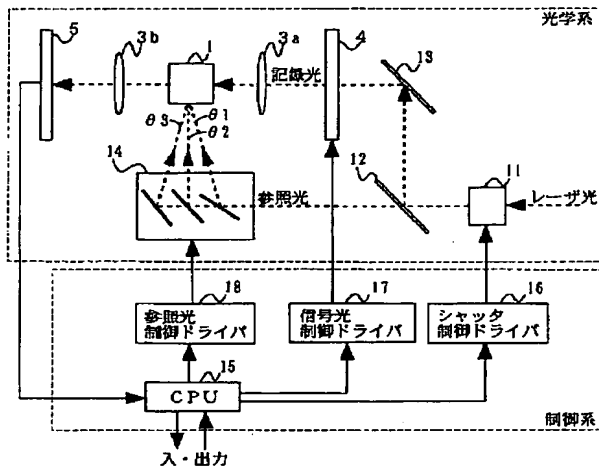 光学系
5
3b
1
3a
4
13
記録光
θ3
θ1
θ2
14
12
11
参照光
レーザ光
18
17
16
参照光
制御ドライバ
信号光
制御ドライバ
シャッタ
制御ドライバ
15
CPU
制御系
入・出力